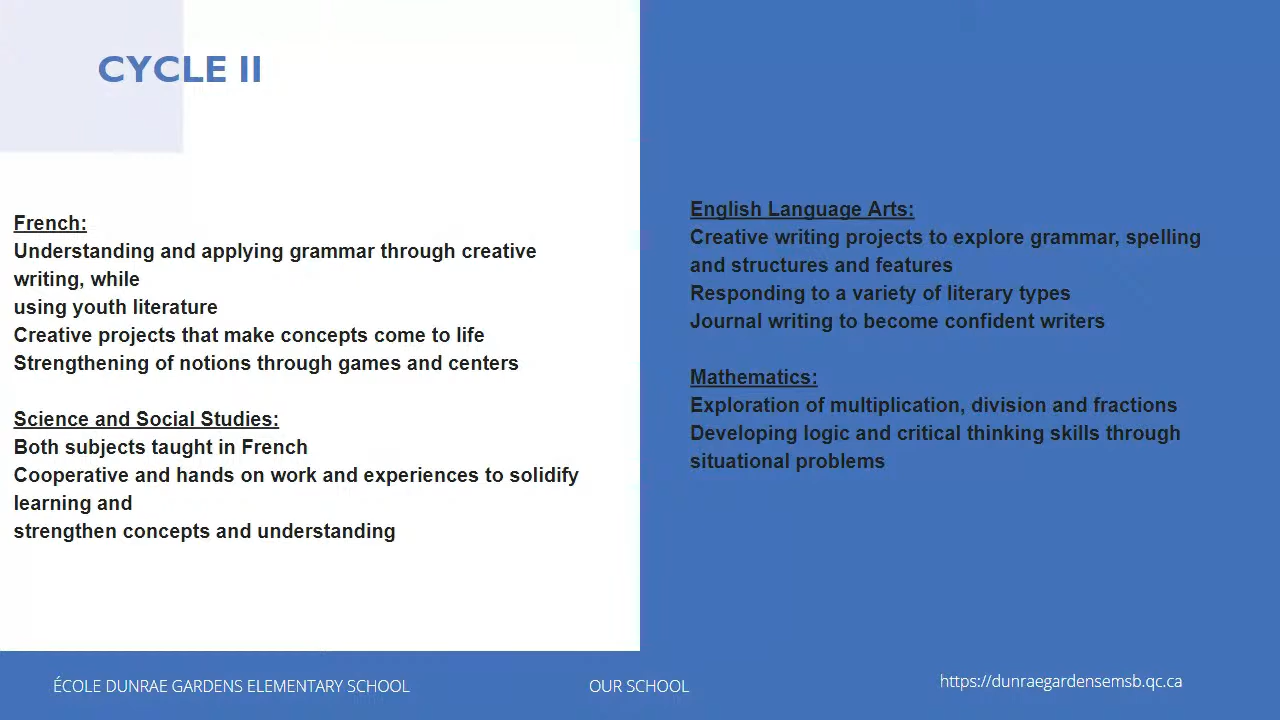 CYCLE II
French:
Understanding and applying grammar through creative
writing, while
using youth literature
Creative projects that make concepts come to life
Strengthening of notions through games and centers
Science and Social Studies:
Both subjects taught in French
Cooperative and hands on work and experiences to solidify
learning and
strengthen concepts and understanding
English Language Arts:
Creative writing projects to explore grammar, spelling
and structures and features
Responding to a variety of literary types
Journal writing to become confident writers
Mathematics:
Exploration of multiplication, division and fractions
Developing logic and critical thinking skills through
situational problems
ÉCOLE DUNRAE GARDENS ELEMENTARY SCHOOL
OUR SCHOOL
https://dunraegardensemsb.qc.ca